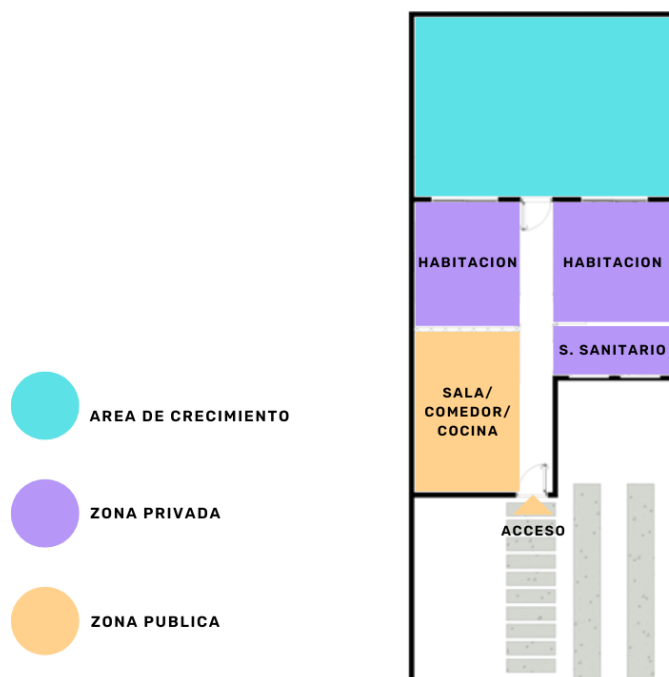 HABITACION
HABITACION
S. SANITARIO
SALA/
COMEDOR/
COCINA
ACCESO
AREA DE CRECIMIENTO
ZONA PRIVADA
ZONA PUBLICA